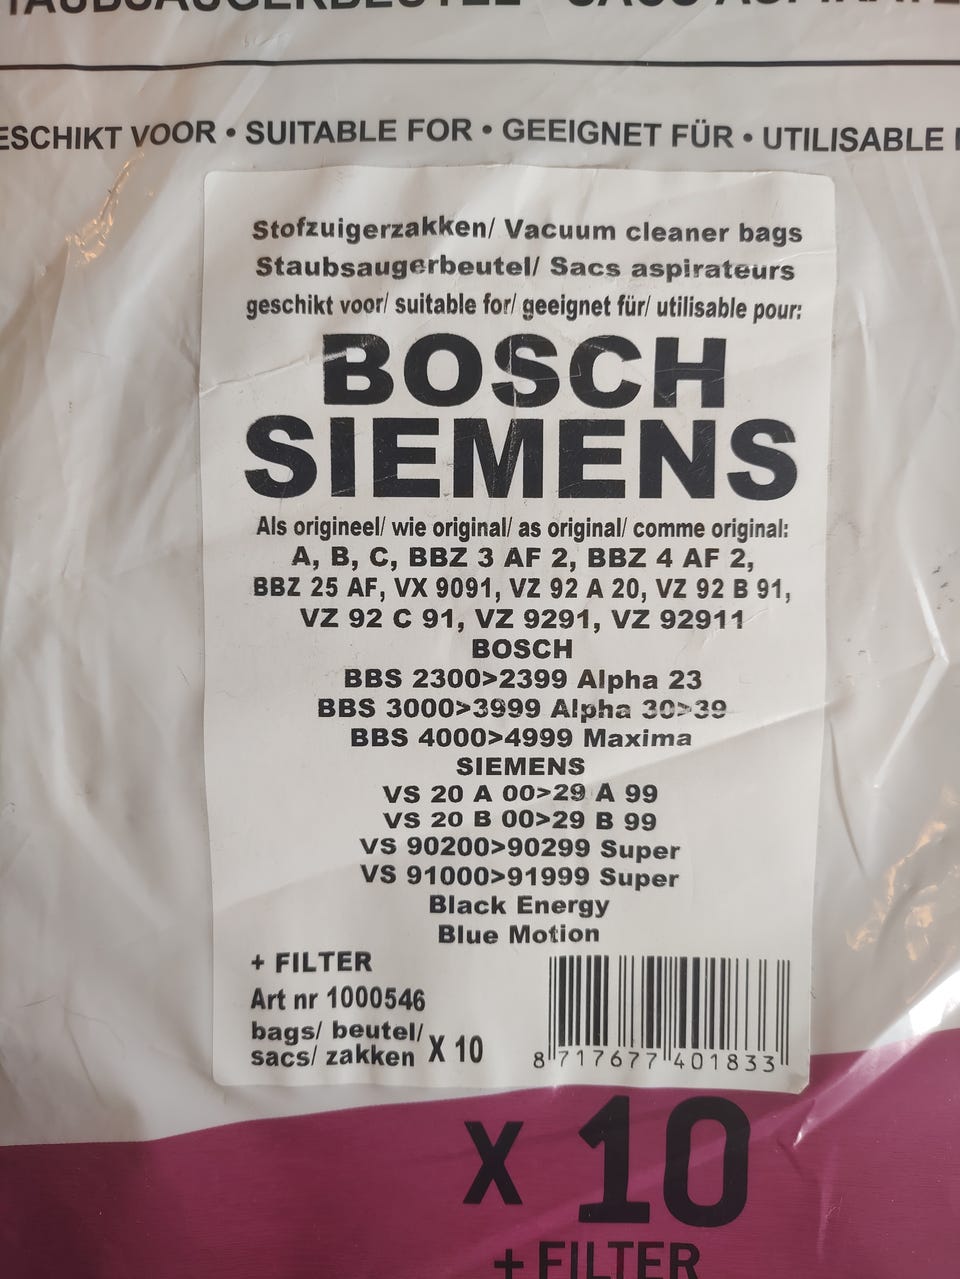 ESCHIKT VOOR • SUITABLE FOR • GEEIGNET FÜR • UTILISABLE
Stofzuigerzakken/ Vacuum cleaner bags
Staubsaugerbeutel/ Sacs aspirateurs
geschikt voor/ suitable for/ geeignet für/ utilisable pour:
BOSCH
SIEMENS
Als origineel/ wie original/ as original/ comme original:
A, B, C, BBZ 3 AF 2, BBZ 4 AF 2,
BBZ 25 AF, VX 9091, VZ 92 A 20, VZ 92 B 91,
VZ 92 C 91, VZ 9291, VZ 92911
BOSCH
BBS 2300>2399 Alpha 23
BBS 3000>3999 Alpha 30>39
BBS 4000>4999 Maxima
SIEMENS
VS 20 A 00>29 A 99
VS 20 B 00>29 B 99
VS 90200>90299 Super
VS 91000>91999 Super
Black Energy
Blue Motion
+ FILTER
Art nr 1000546
bags/ beutel/
sacs/ zakken X 10
8 717677 401833
X 10
+ FILTER